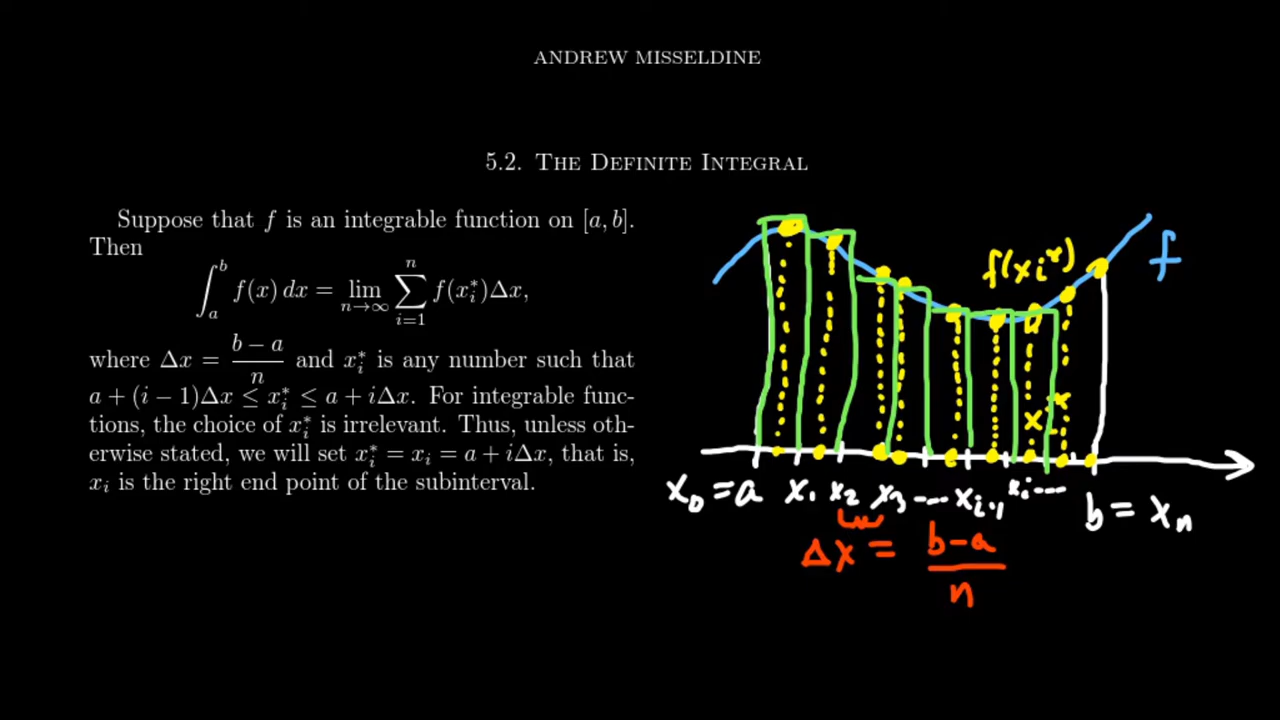 ANDREW MISSELDINE
5.2. THE DEFINITE INTEGRAL
Suppose that f is an integrable function on [a, b].
Then
∫_a^b f(x) dx = lim_{n→∞} ∑_{i=1}^n f(x_i^*)Δx,
where Δx = (b − a)/n and x_i^* is any number such that
a + (i − 1)Δx ≤ x_i^* ≤ a + iΔx. For integrable func-
tions, the choice of x_i^* is irrelevant. Thus, unless oth-
erwise stated, we will set x_i^* = x_i = a + iΔx, that is,
x_i is the right end point of the subinterval.
f(x_i^*)
f
x_i^*
x_0 = a x_1 x_2 x_3 ... x_{i-1} x_i ... b = x_n
Δx = (b-a)/n